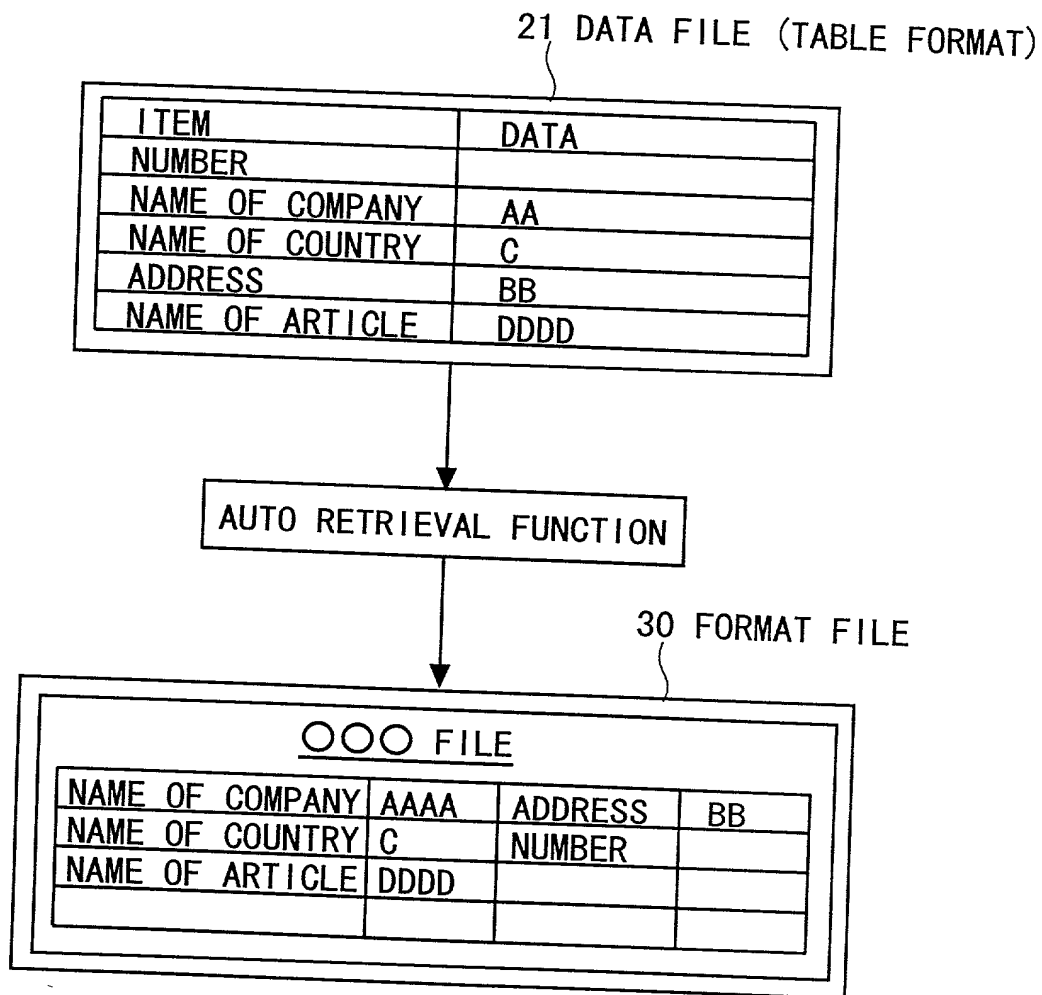 21 DATA FILE (TABLE FORMAT)
ITEM DATA
NUMBER
NAME OF COMPANY AA
NAME OF COUNTRY C
ADDRESS BB
NAME OF ARTICLE DDDD
AUTO RETRIEVAL FUNCTION
30 FORMAT FILE
○○○ FILE
NAME OF COMPANY AAAA ADDRESS BB
NAME OF COUNTRY C NUMBER
NAME OF ARTICLE DDDD